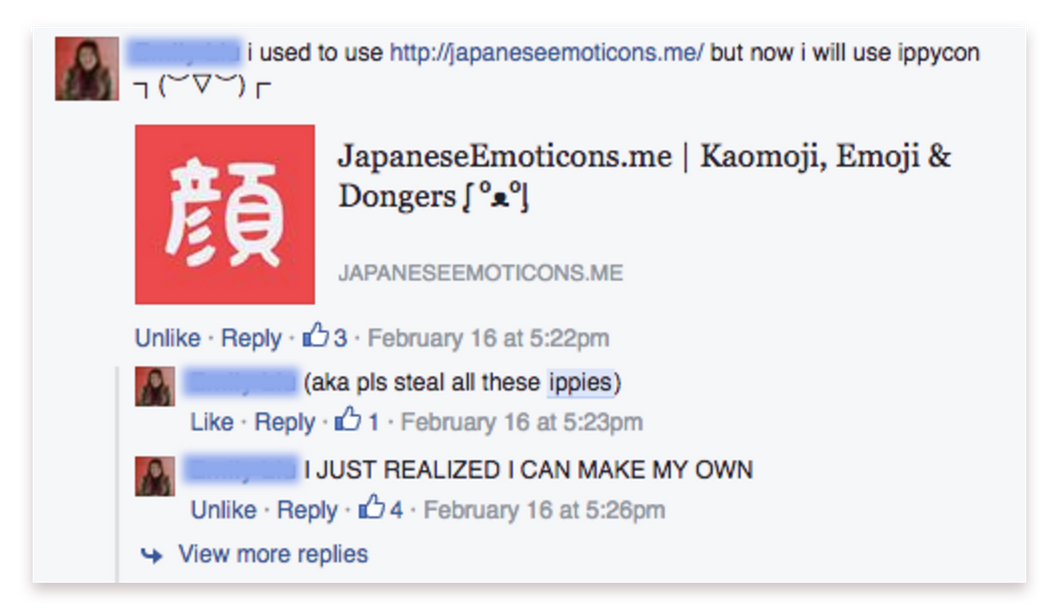 i used to use http://japaneseemoticons.me/ but now i will use ippycon
┐(︶▽︶)┌
顔
JapaneseEmoticons.me | Kaomoji, Emoji &
Dongers ʃ ͡°ᴥ ͡°ƪ
JAPANESEEMOTICONS.ME
Unlike · Reply · 3 · February 16 at 5:22pm
(aka pls steal all these ippies)
Like · Reply · 1 · February 16 at 5:23pm
I JUST REALIZED I CAN MAKE MY OWN
Unlike · Reply · 4 · February 16 at 5:26pm
View more replies